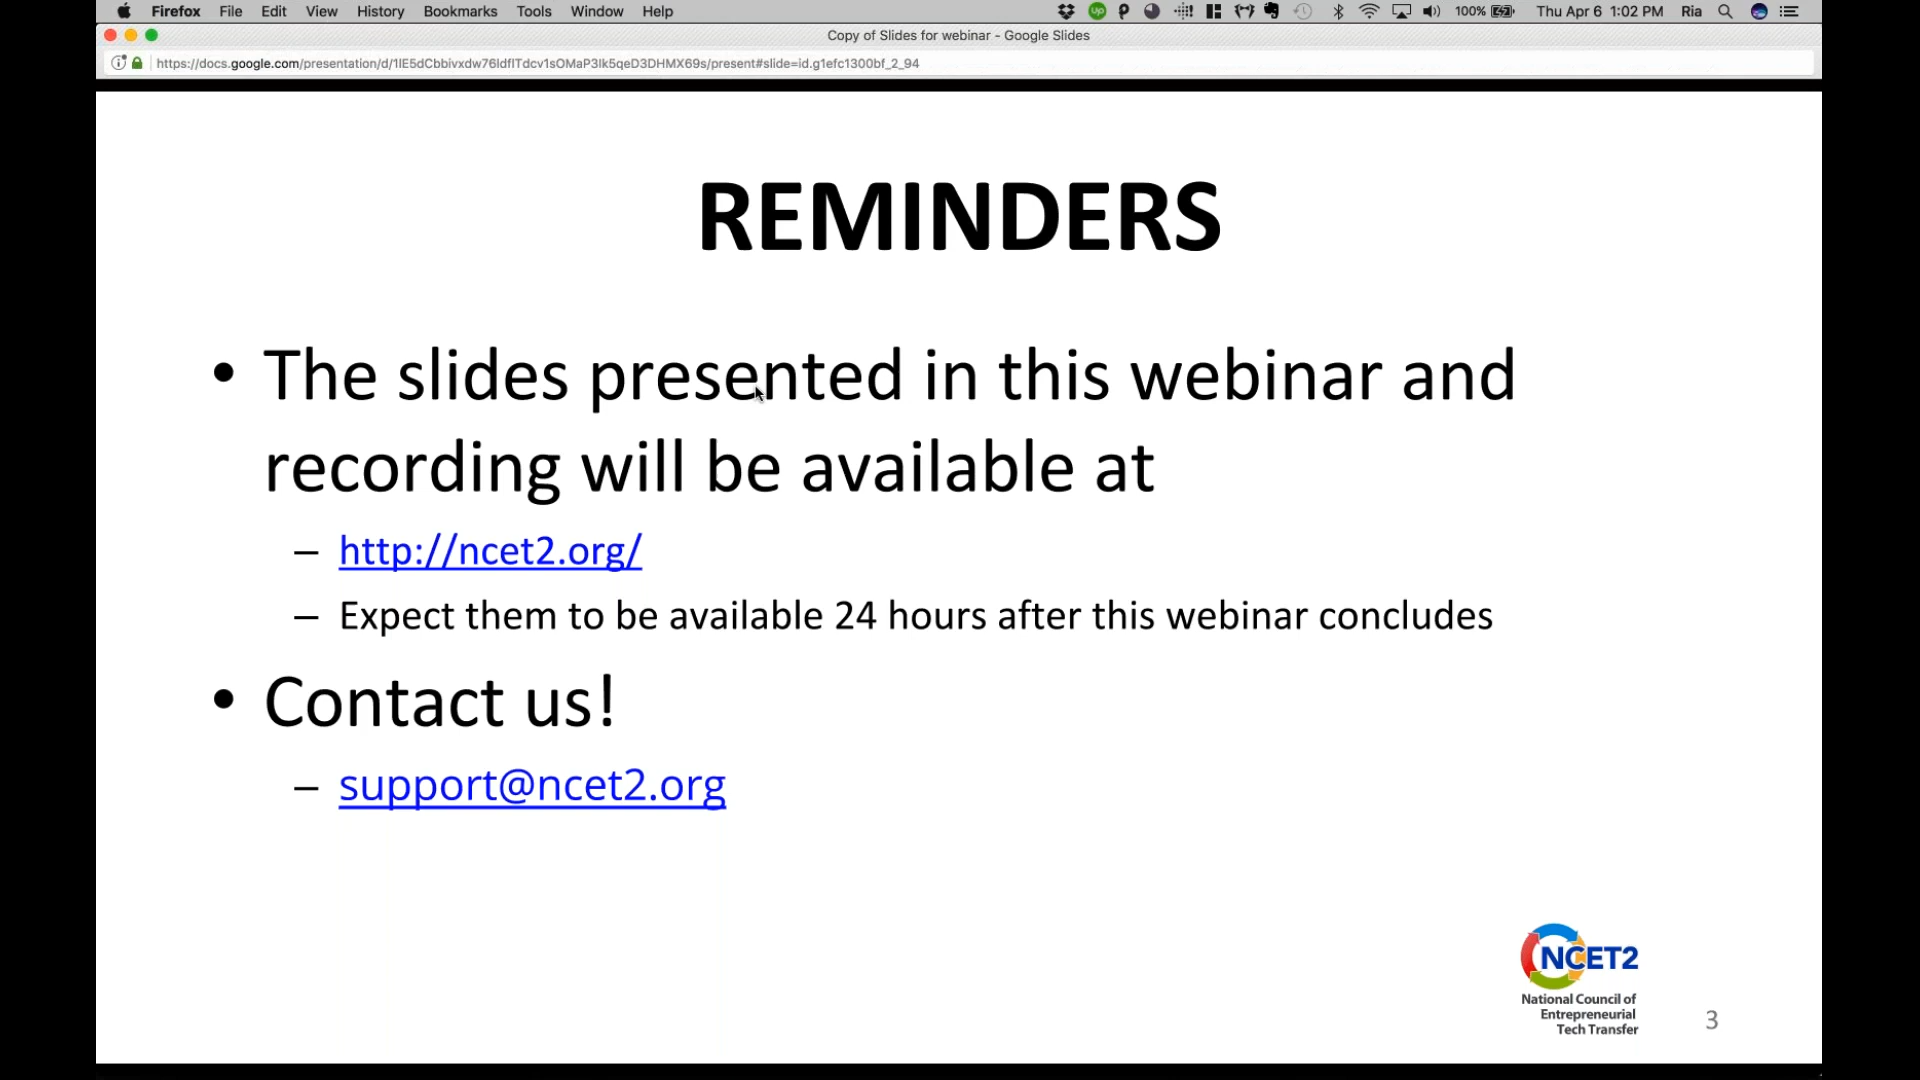 Firefox File Edit View History Bookmarks Tools Window Help 100% Thu Apr 6 1:02 PM Ria
Copy of Slides for webinar - Google Slides
https://docs.google.com/presentation/d/1lE5dCbbivxdw76ldflTdcv1sOMaP3lk5qeD3DHMX69s/present#slide=id.g1efc1300bf_2_94
REMINDERS
• The slides presented in this webinar and
recording will be available at
– http://ncet2.org/
– Expect them to be available 24 hours after this webinar concludes
• Contact us!
– support@ncet2.org
NCET2
National Council of
Entrepreneurial
Tech Transfer
3